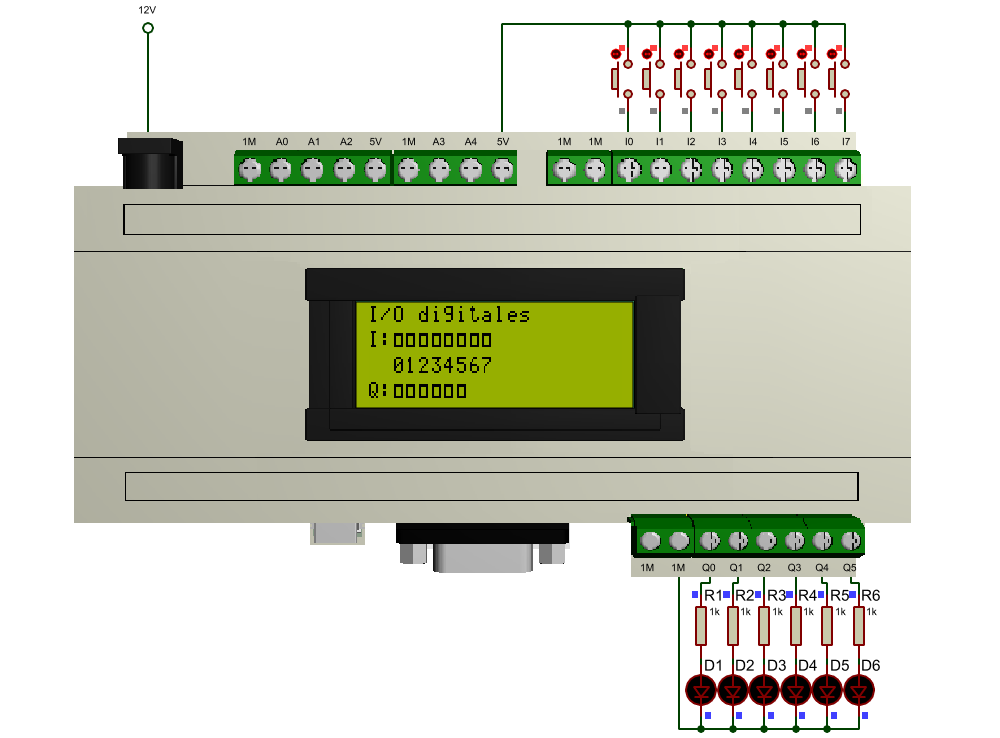 12V
1M A0 A1 A2 5V 1M A3 A4 5V 1M 1M I0 I1 I2 I3 I4 I5 I6 I7
I/O digitales
I:▯▯▯▯▯▯▯▯
01234567
Q:▯▯▯▯▯▯
1M 1M Q0 Q1 Q2 Q3 Q4 Q5
R1 R2 R3 R4 R5 R6
1k 1k 1k 1k 1k 1k
D1 D2 D3 D4 D5 D6